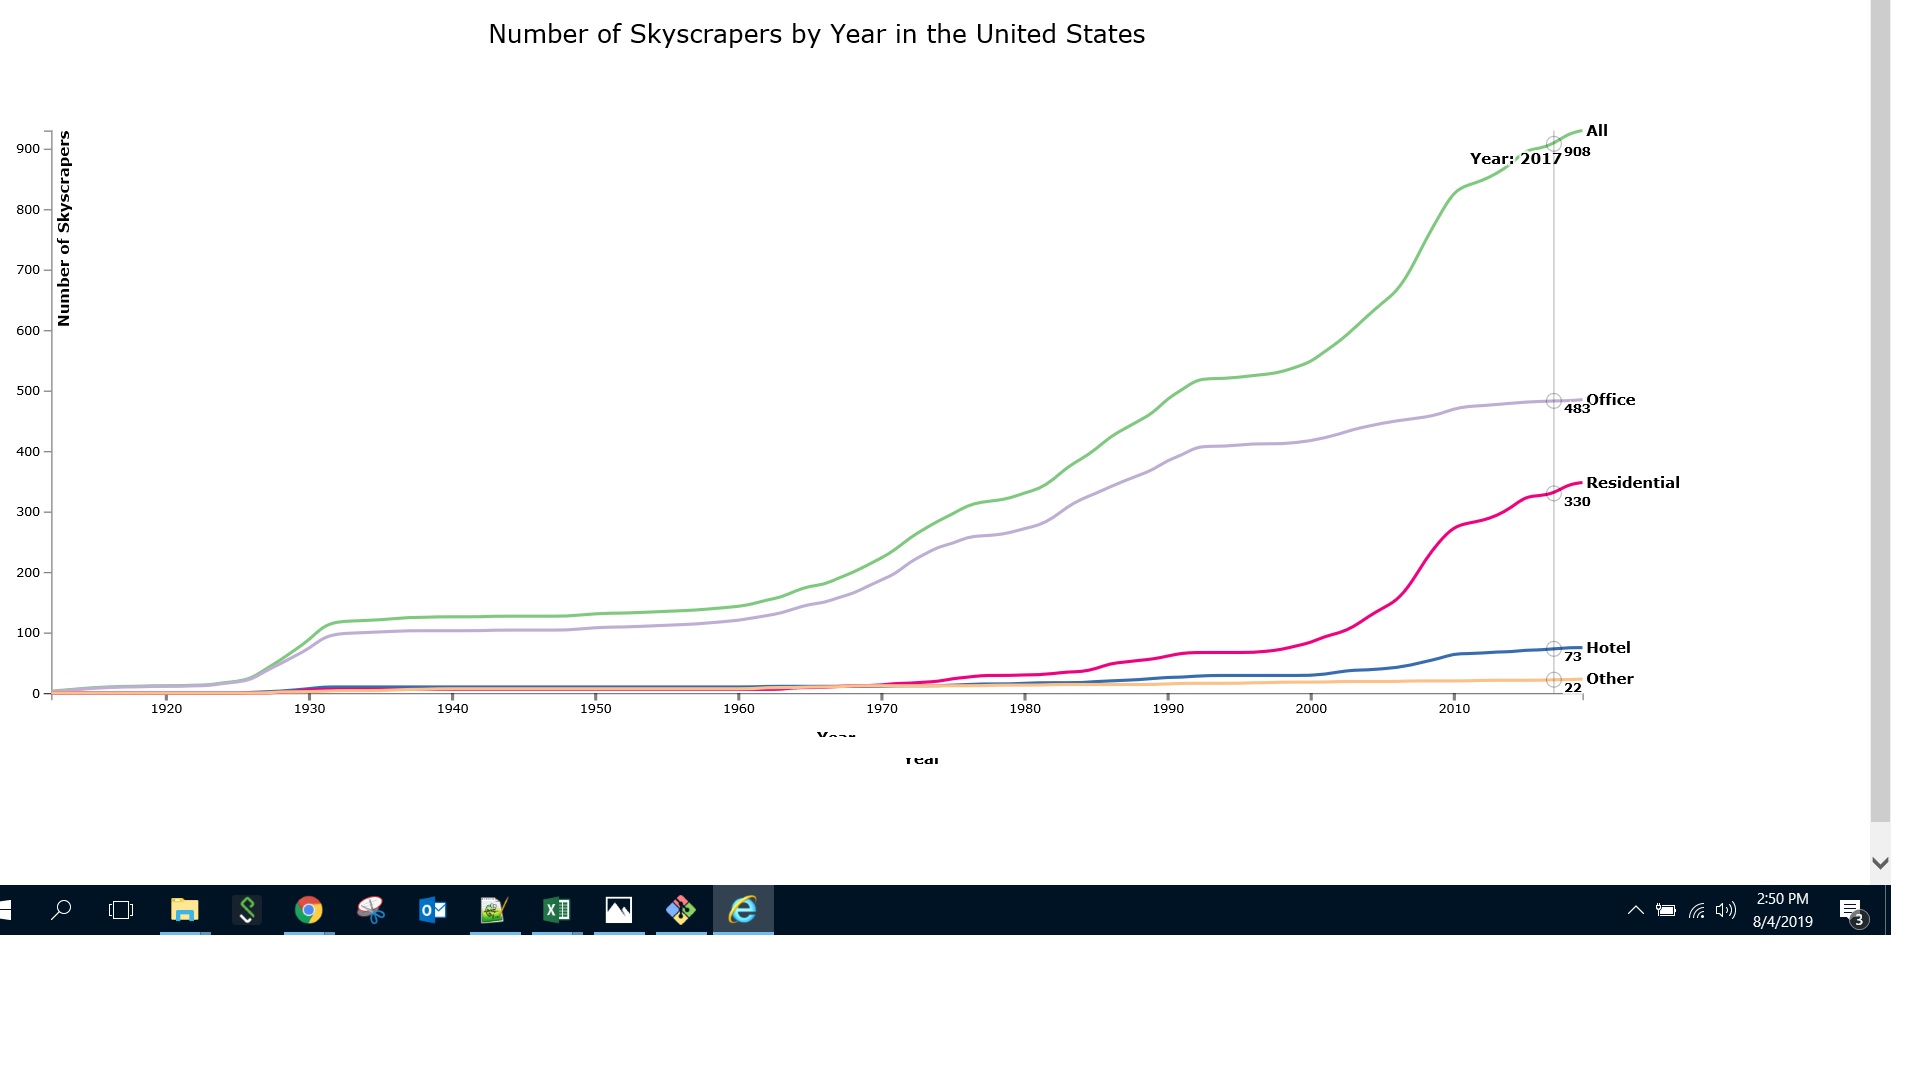 Number of Skyscrapers by Year in the United States
Number of Skyscrapers
900
800
700
600
500
400
300
200
100
0
All
908
Year: 2017
Office
483
Residential
330
Hotel
73
Other
22
1920
1930
1940
1950
1960
1970
1980
1990
2000
2010
Year
Year
2:50 PM
8/4/2019
3